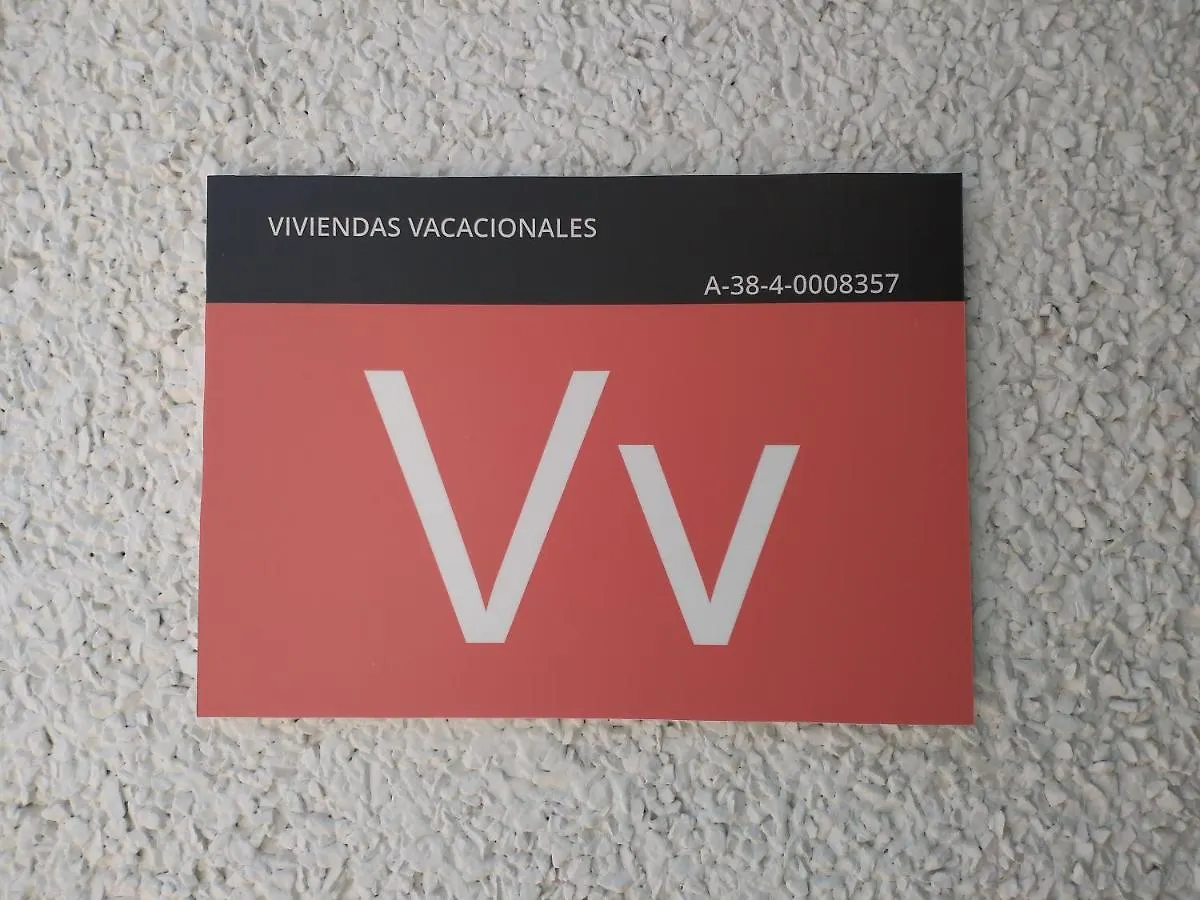 VIVIENDAS VACACIONALES
A-38-4-0008357
Vv